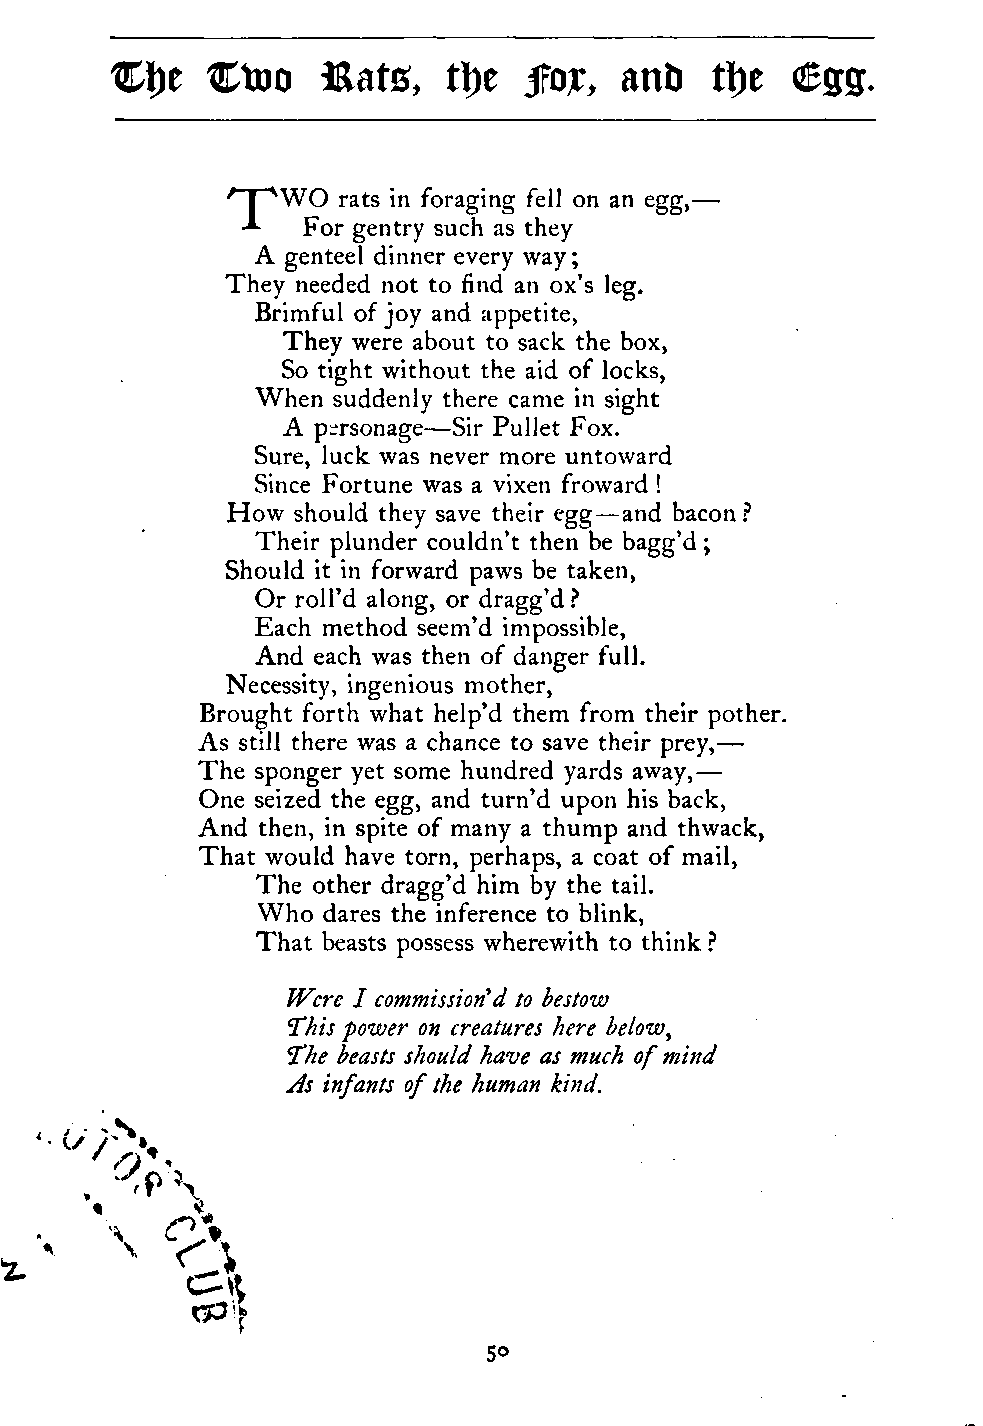 The Two Rats, the Fox, and the Egg.
TWO rats in foraging fell on an egg,—
For gentry such as they
A genteel dinner every way;
They needed not to find an ox's leg.
Brimful of joy and appetite,
They were about to sack the box,
So tight without the aid of locks,
When suddenly there came in sight
A personage—Sir Pullet Fox.
Sure, luck was never more untoward
Since Fortune was a vixen froward!
How should they save their egg—and bacon?
Their plunder couldn't then be bagg'd;
Should it in forward paws be taken,
Or roll'd along, or dragg'd?
Each method seem'd impossible,
And each was then of danger full.
Necessity, ingenious mother,
Brought forth what help'd them from their pother.
As still there was a chance to save their prey,—
The sponger yet some hundred yards away,—
One seized the egg, and turn'd upon his back,
And then, in spite of many a thump and thwack,
That would have torn, perhaps, a coat of mail,
The other dragg'd him by the tail.
Who dares the inference to blink,
That beasts possess wherewith to think?
Were I commission'd to bestow
This power on creatures here below,
The beasts should have as much of mind
As infants of the human kind.
CLUB
50